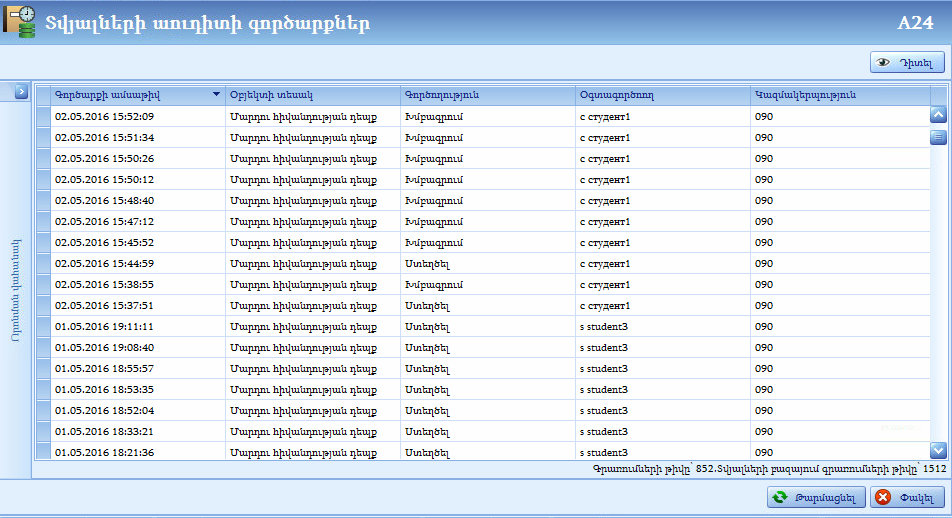 Տվյալների աուդիտի գործարքներ A24
Դիտել
Գործարքի ամսաթիվ Օբյեկտի տեսակ Գործողություն Օգտագործող Կազմակերպություն
02.05.2016 15:52:09 Մարդու հիվանդության դեպք Խմբագրում с студент1 090
02.05.2016 15:51:34 Մարդու հիվանդության դեպք Խմբագրում с студент1 090
02.05.2016 15:50:26 Մարդու հիվանդության դեպք Խմբագրում с студент1 090
02.05.2016 15:50:12 Մարդու հիվանդության դեպք Խմբագրում с студент1 090
02.05.2016 15:48:40 Մարդու հիվանդության դեպք Խմբագրում с студент1 090
02.05.2016 15:47:12 Մարդու հիվանդության դեպք Խմբագրում с студент1 090
02.05.2016 15:45:52 Մարդու հիվանդության դեպք Խմբագրում с студент1 090
02.05.2016 15:44:59 Մարդու հիվանդության դեպք Ստեղծել с студент1 090
02.05.2016 15:38:55 Մարդու հիվանդության դեպք Խմբագրում с студент1 090
02.05.2016 15:37:51 Մարդու հիվանդության դեպք Ստեղծել с студент1 090
01.05.2016 19:11:11 Մարդու հիվանդության դեպք Ստեղծել s student3 090
01.05.2016 19:08:40 Մարդու հիվանդության դեպք Ստեղծել s student3 090
01.05.2016 18:55:57 Մարդու հիվանդության դեպք Ստեղծել s student3 090
01.05.2016 18:53:35 Մարդու հիվանդության դեպք Ստեղծել s student3 090
01.05.2016 18:52:04 Մարդու հիվանդության դեպք Ստեղծել s student3 090
01.05.2016 18:33:21 Մարդու հիվանդության դեպք Ստեղծել s student3 090
01.05.2016 18:21:36 Մարդու հիվանդության դեպք Ստեղծել s student3 090
Որոնման վահանակ
Գրառումների թիվը՝ 852.Տվյալների բազայում գրառումների թիվը՝ 1512
Թարմացնել Փակել